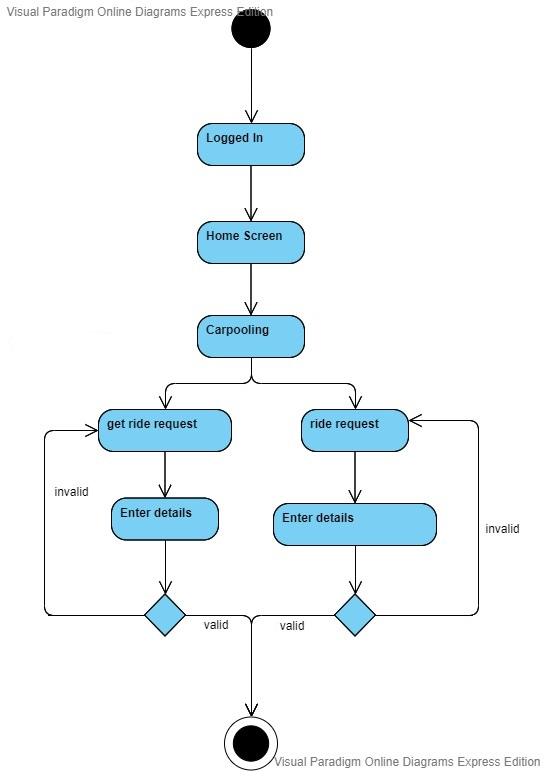 Visual Paradigm Online Diagrams Express Edition
Logged In
Home Screen
Carpooling
get ride request
ride request
invalid
Enter details
Enter details
invalid
valid
valid
Visual Paradigm Online Diagrams Express Edition